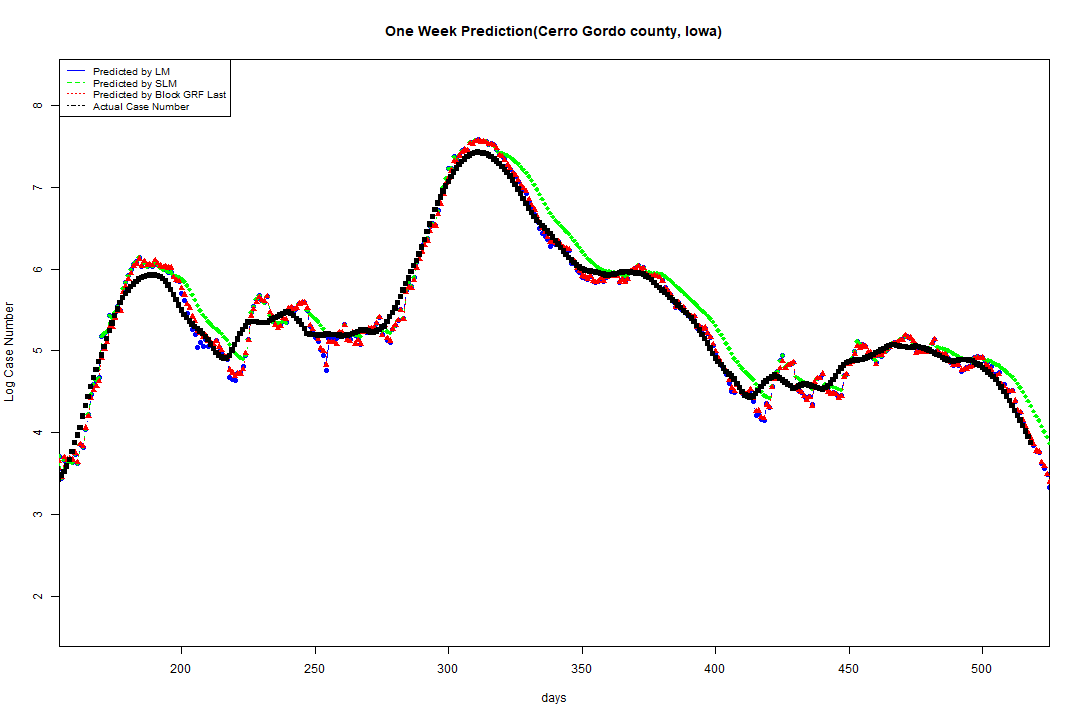 One Week Prediction(Cerro Gordo county, Iowa)
Predicted by LM
Predicted by SLM
Predicted by Block GRF Last
Actual Case Number
Log Case Number
8
7
6
5
4
3
2
200 250 300 350 400 450 500
days